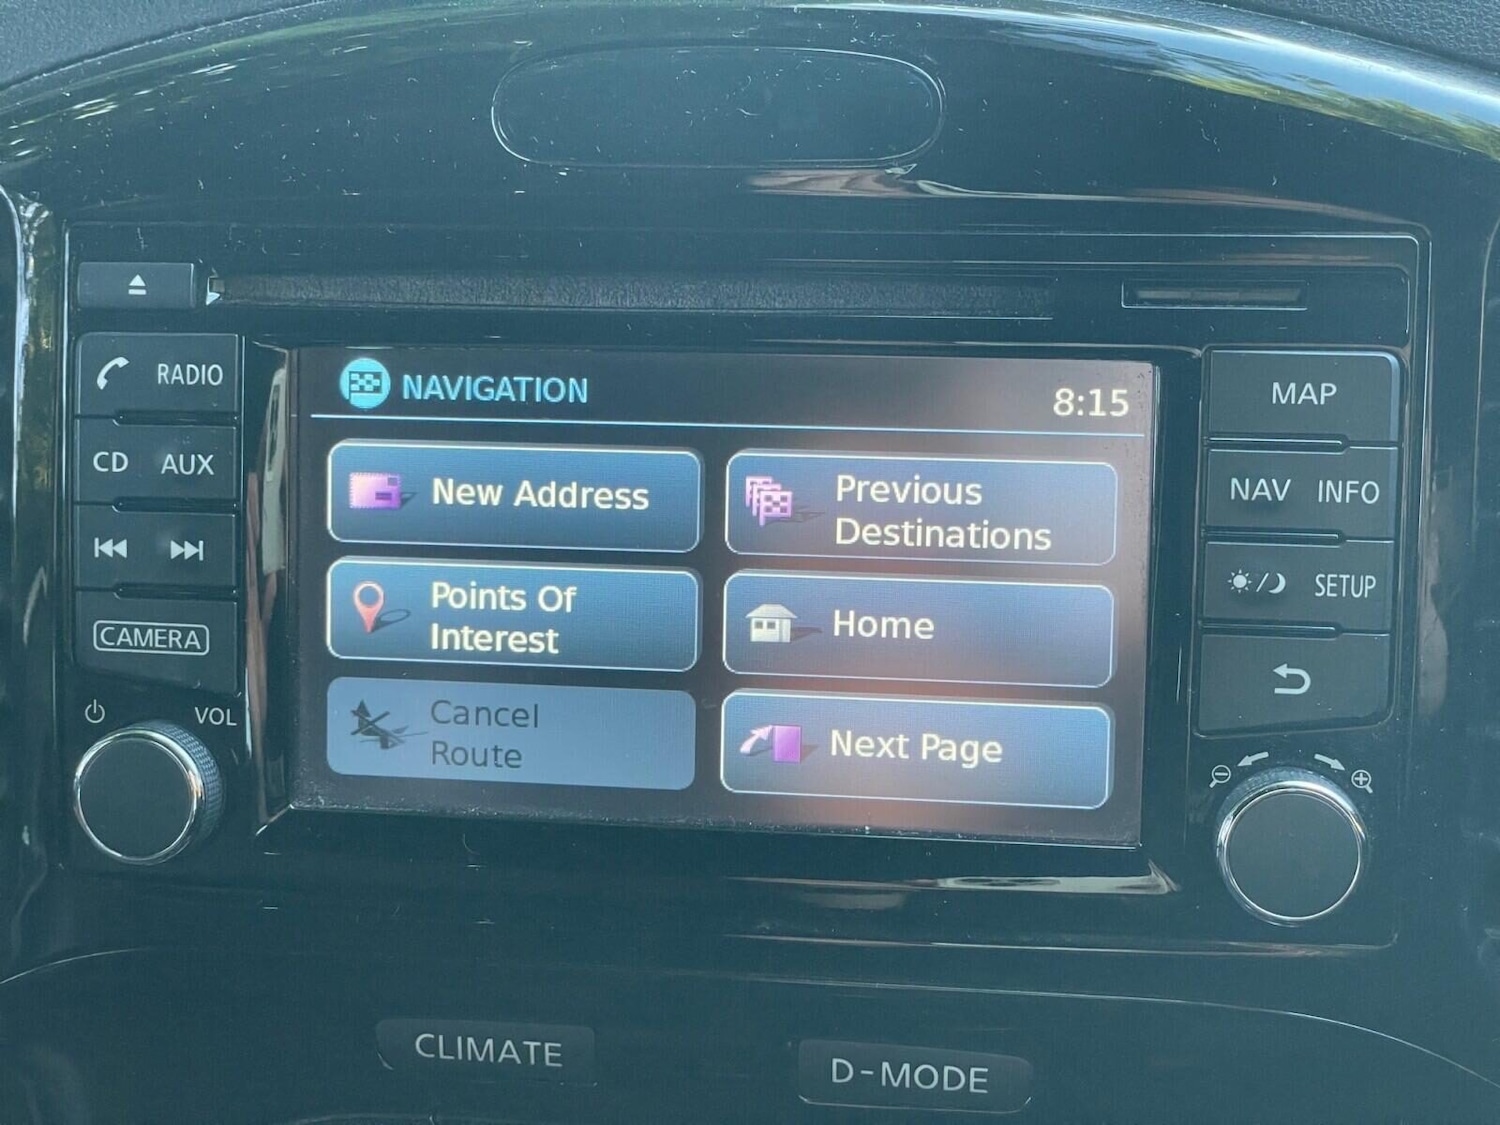 RADIO
CD AUX
CAMERA
VOL
NAVIGATION
8:15
New Address
Previous
Destinations
Points Of
Interest
Home
Cancel
Route
Next Page
MAP
NAV INFO
SETUP
CLIMATE
D-MODE